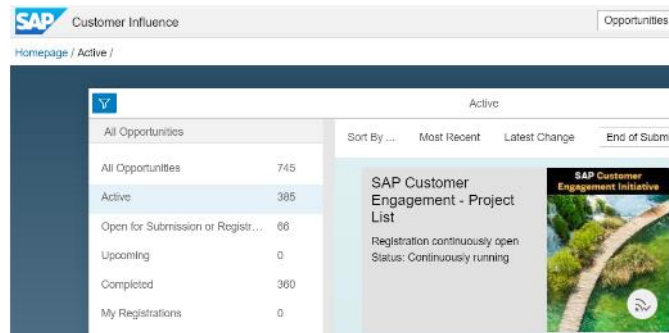 SAP Customer Influence Opportunities
Homepage / Active /
Active
All Opportunities
Sort By ... Most Recent Latest Change End of Subm
All Opportunities 745
Active 385
Open for Submission or Registr... 66
Upcoming 0
Completed 360
My Registrations 0
SAP Customer
Engagement - Project
List
Registration continuously open
Status: Continuously running
SAP Customer
Engagement Initiative